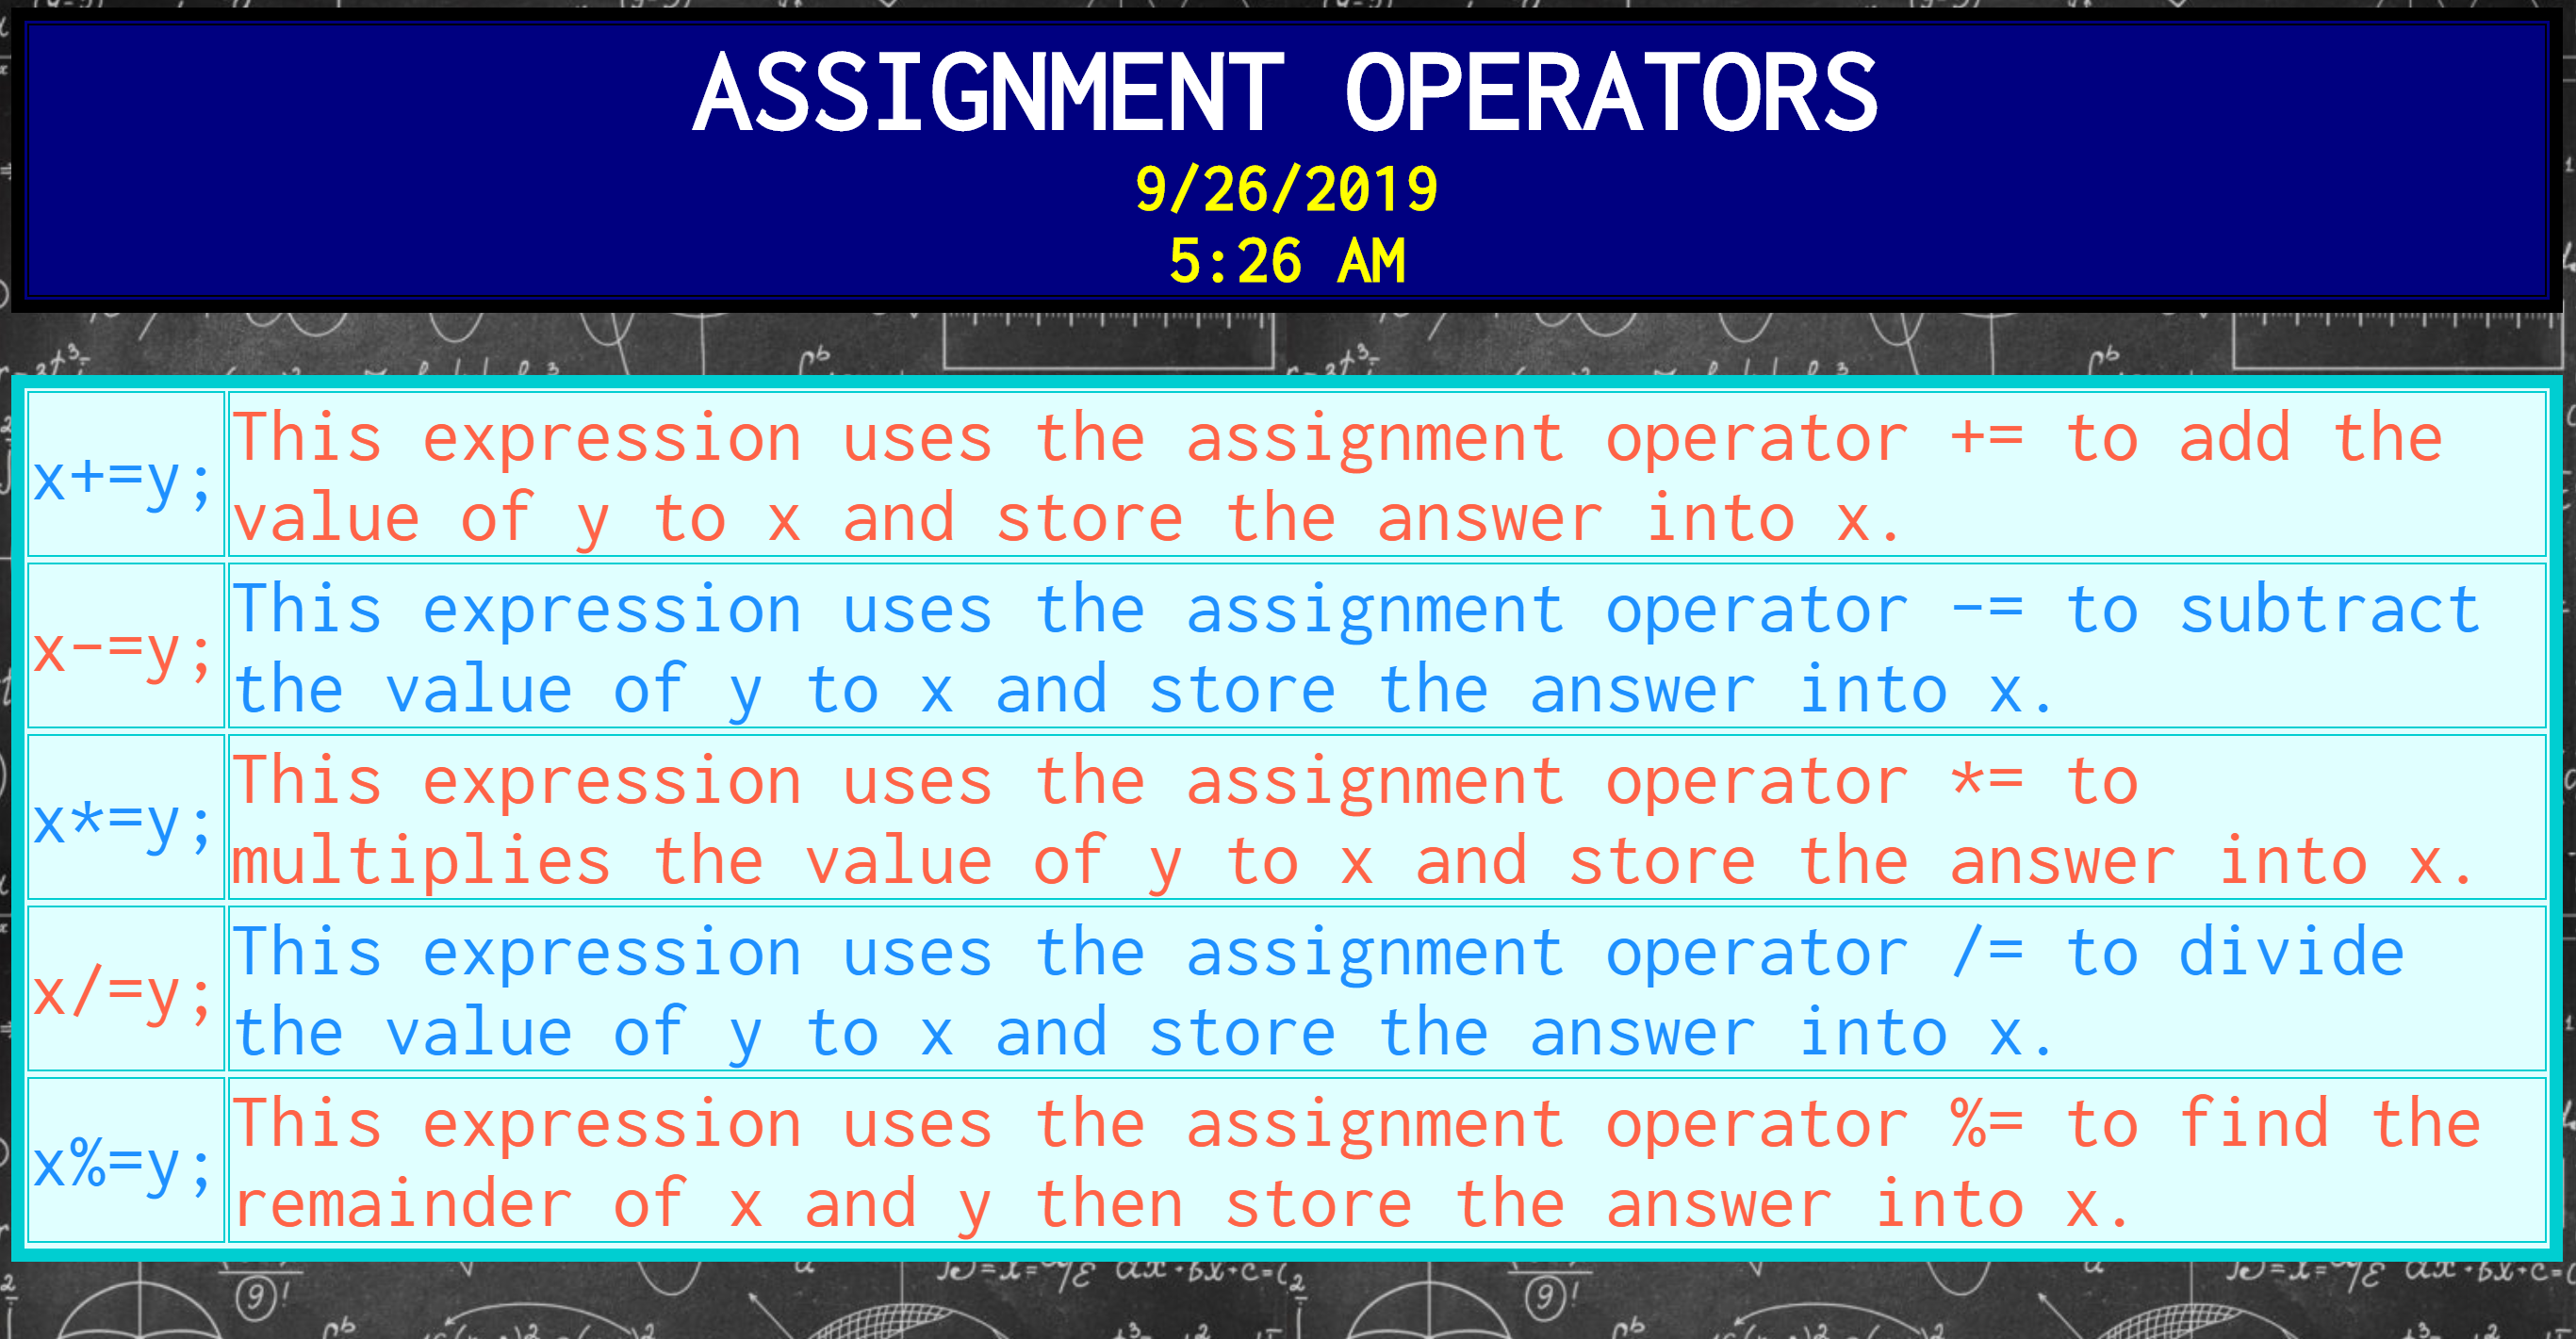 ASSIGNMENT OPERATORS
9/26/2019
5:26 AM
x+=y;
This expression uses the assignment operator += to add the
value of y to x and store the answer into x.
x-=y;
This expression uses the assignment operator -= to subtract
the value of y to x and store the answer into x.
x*=y;
This expression uses the assignment operator *= to
multiplies the value of y to x and store the answer into x.
x/=y;
This expression uses the assignment operator /= to divide
the value of y to x and store the answer into x.
x%=y;
This expression uses the assignment operator %= to find the
remainder of x and y then store the answer into x.